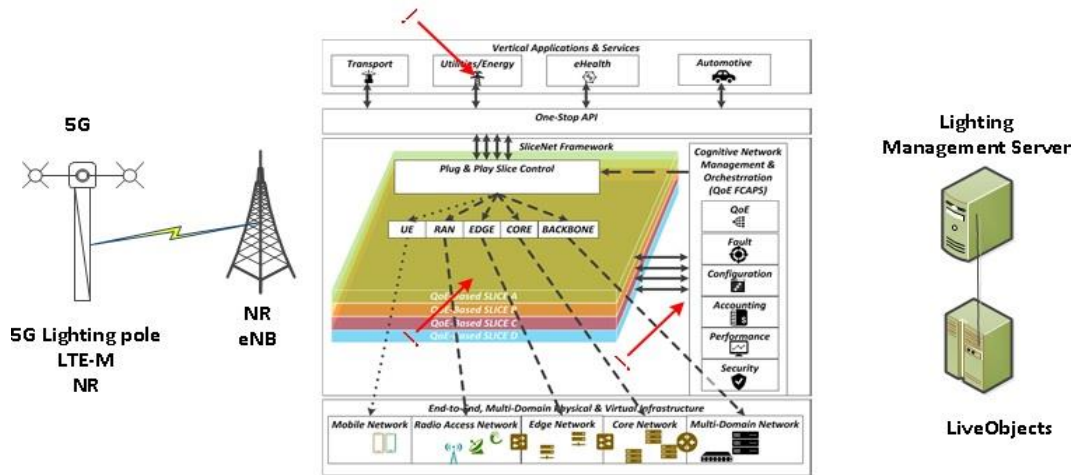 5G
5G Lighting pole
LTE-M
NR
NR
eNB
Vertical Applications & Services
Transport
Utilities/Energy
eHealth
Automotive
One-Stop API
SliceNet Framework
Plug & Play Slice Control
UE
RAN
EDGE
CORE
BACKBONE
QoE-Based SLICE A
QoE-Based SLICE B
QoE-Based SLICE C
QoE-Based SLICE D
Cognitive Network
Management &
Orchestrration
(QoE FCAPS)
QoE
Fault
Configuration
Accounting
Performance
Security
End-to-End, Multi-Domain Physical & Virtual Infrastructure
Mobile Network
Radio Access Network
Edge Network
Core Network
Multi-Domain Network
Lighting
Management Server
LiveObjects